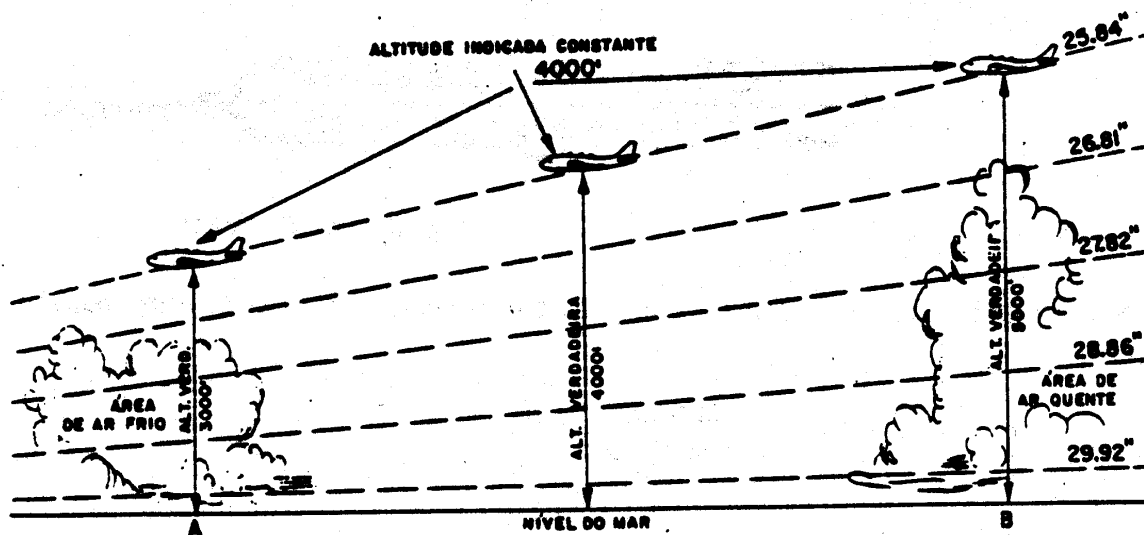 ALTITUDE INDICADA CONSTANTE
4000'
25.84"
26.81"
27.82"
28.86"
29.92"
ÁREA
DE AR FRIO
ALT. VERD.
3000'
ALT. VERDADEIRA
4000'
ALT. VERDADEIR
5000'
ÁREA DE
AR QUENTE
NÍVEL DO MAR
A
B